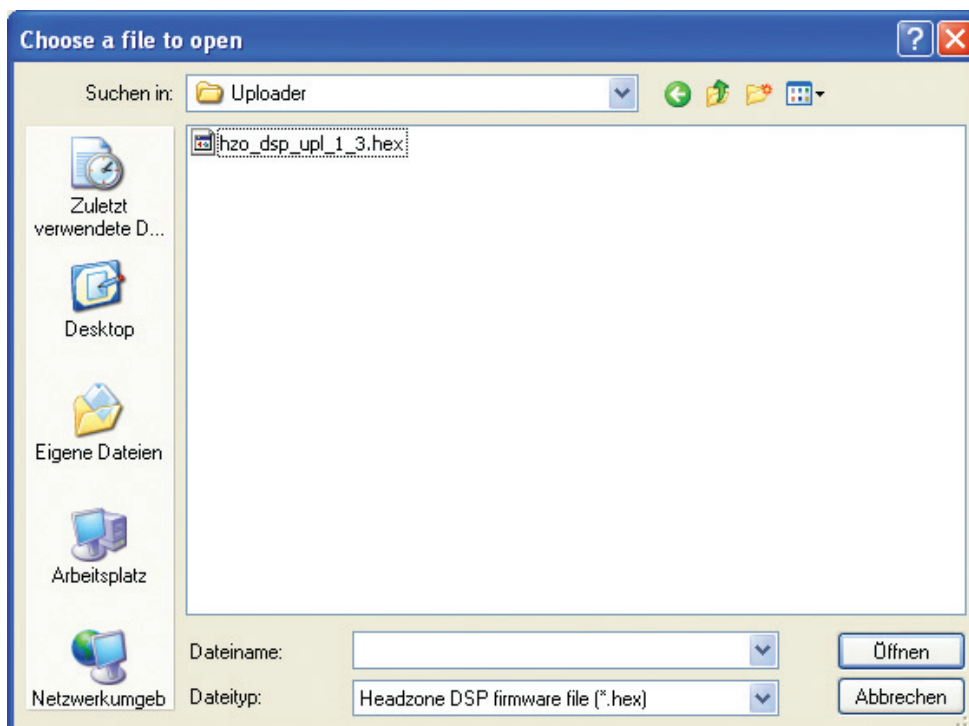 Choose a file to open
Suchen in: Uploader
hzo_dsp_upl_1_3.hex
Zuletzt
verwendete D...
Desktop
Eigene Dateien
Arbeitsplatz
Netzwerkumgeb
Dateiname:
Öffnen
Dateityp: Headzone DSP firmware file (*.hex)
Abbrechen